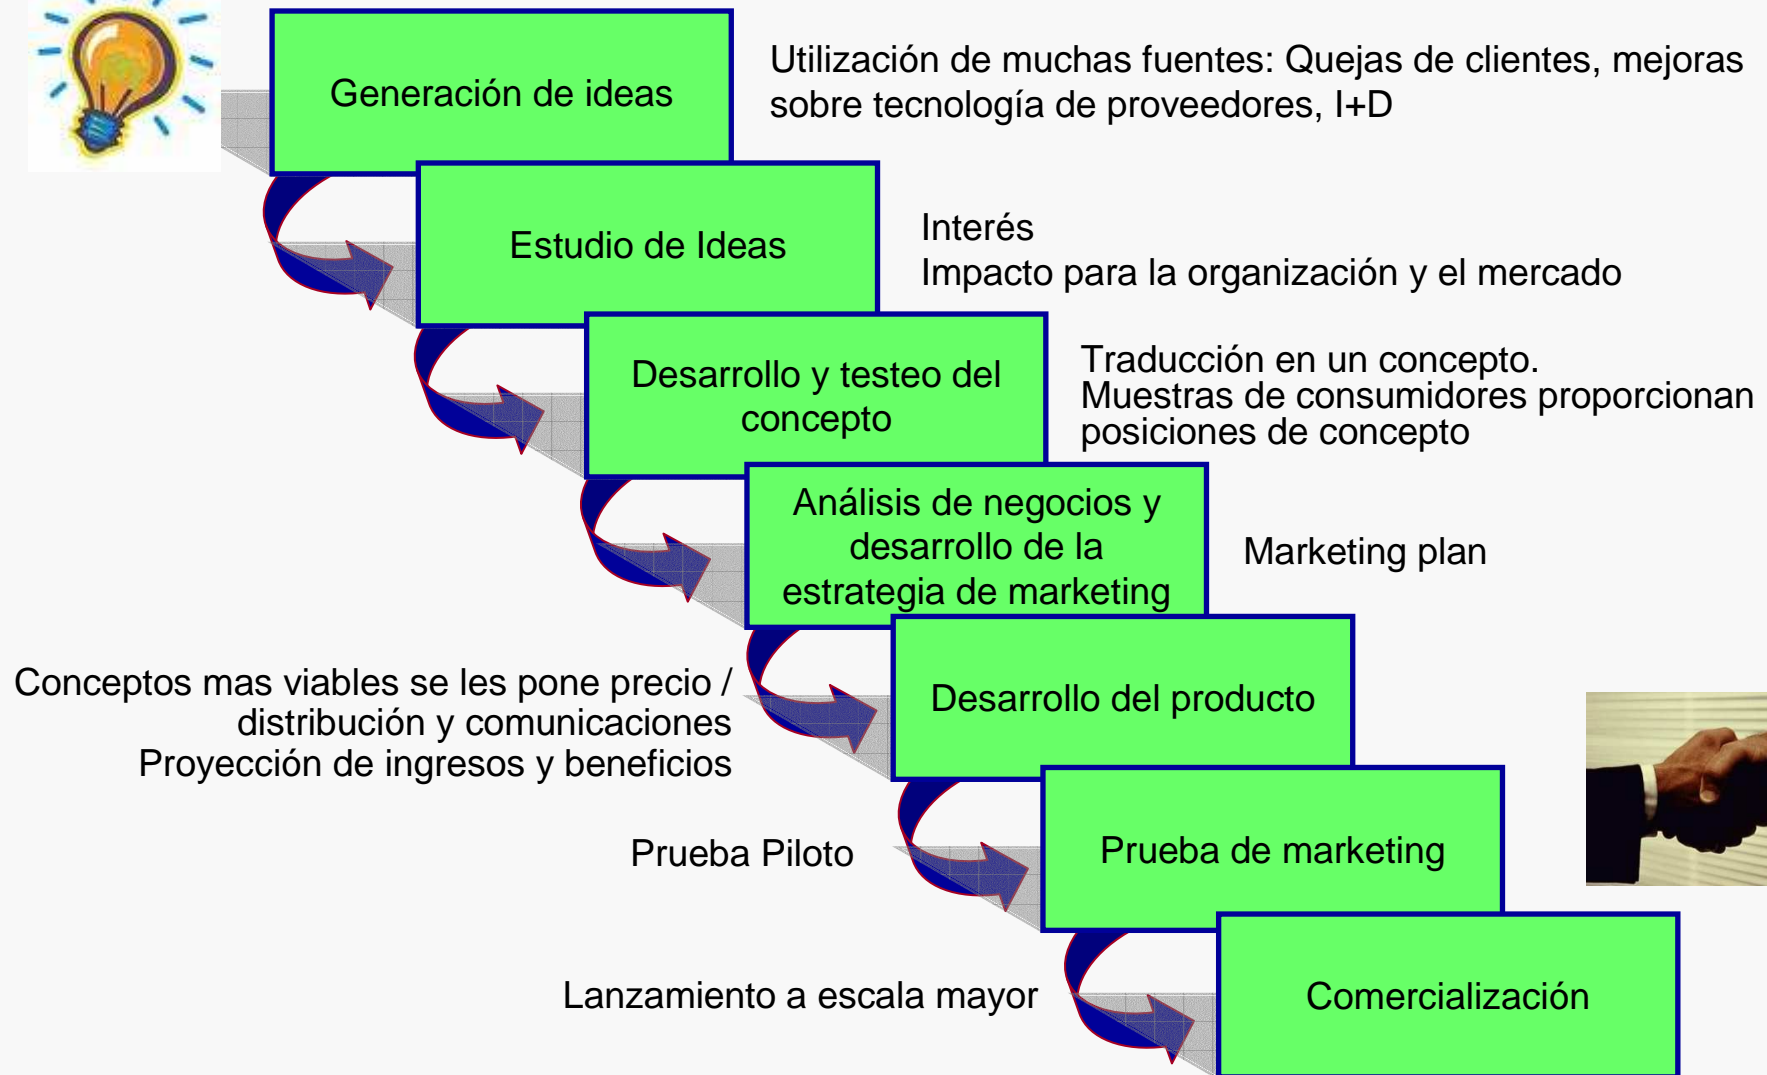 Generación de ideas
Utilización de muchas fuentes: Quejas de clientes, mejoras
sobre tecnología de proveedores, I+D
Estudio de Ideas
Interés
Impacto para la organización y el mercado
Desarrollo y testeo del
concepto
Traducción en un concepto.
Muestras de consumidores proporcionan
posiciones de concepto
Análisis de negocios y
desarrollo de la
estrategia de marketing
Marketing plan
Conceptos mas viables se les pone precio /
distribución y comunicaciones
Proyección de ingresos y beneficios
Desarrollo del producto
Prueba Piloto
Prueba de marketing
Lanzamiento a escala mayor
Comercialización